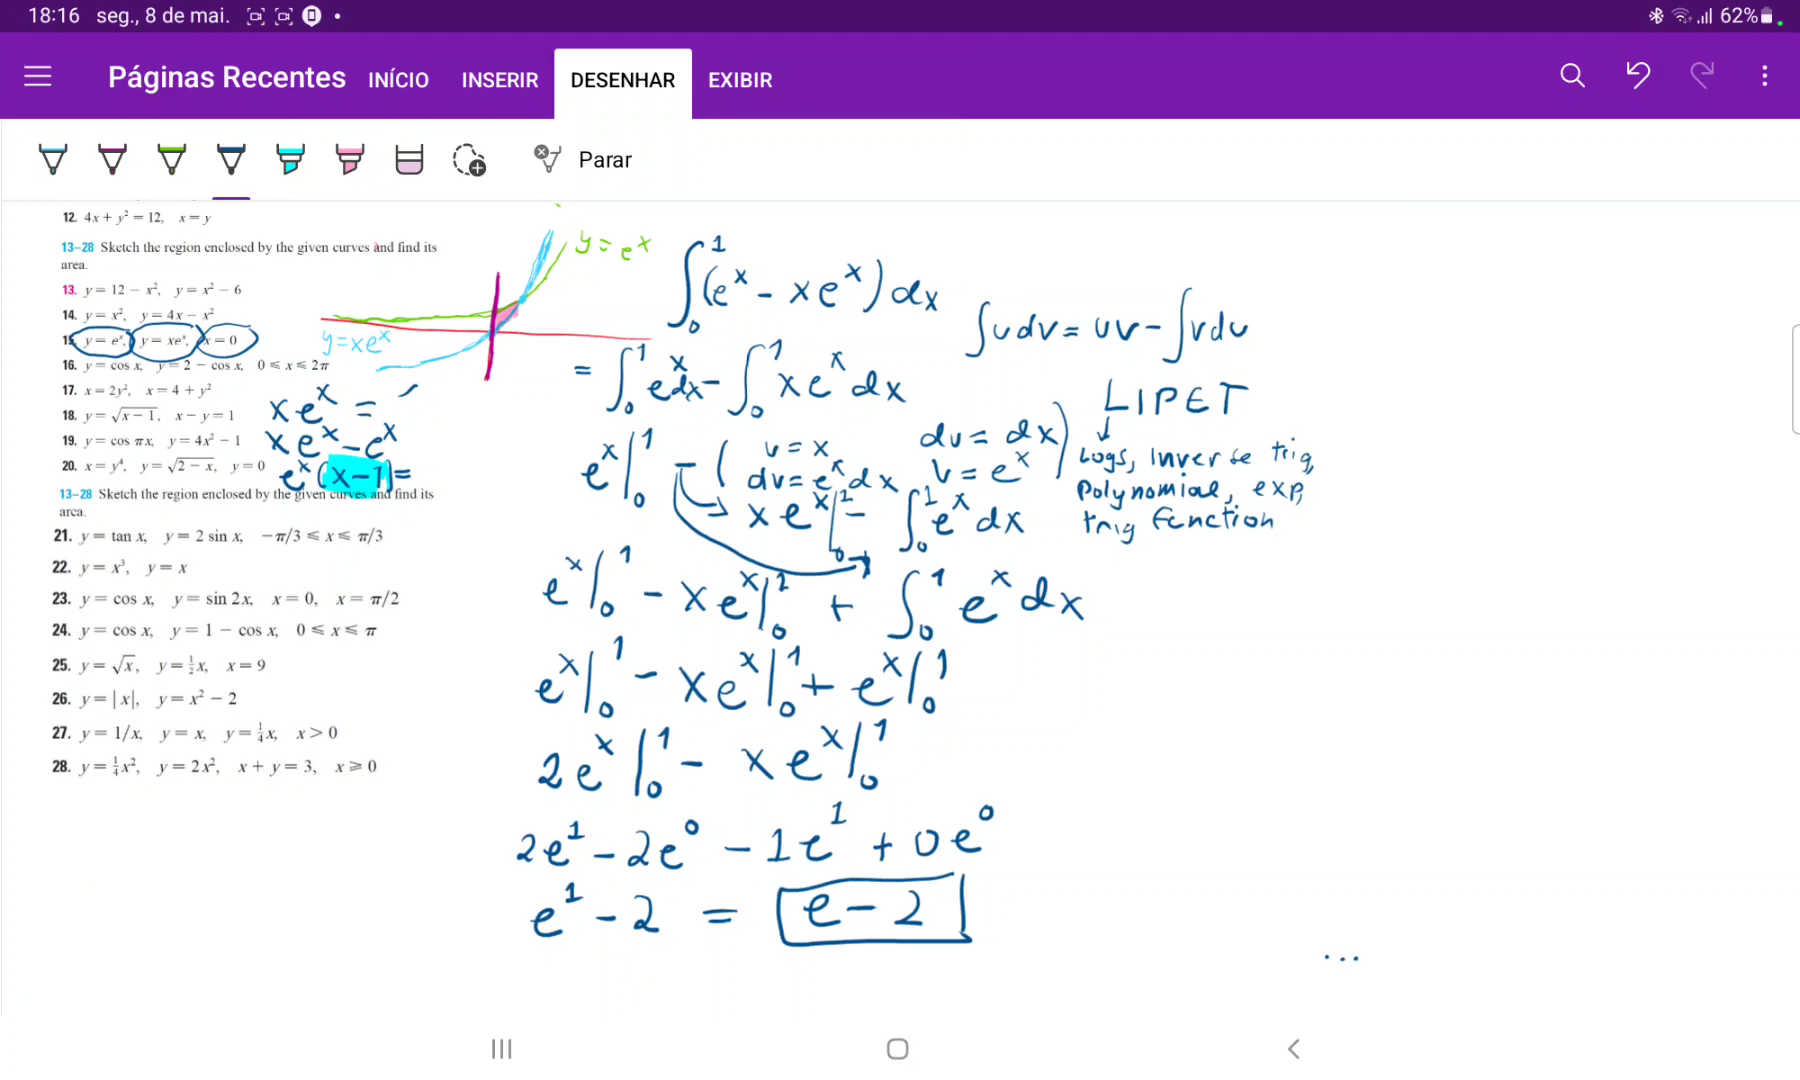 18:16 seg., 8 de mai.
62%
Páginas Recentes INÍCIO INSERIR DESENHAR EXIBIR
Parar
12. 4x + y² = 12, x = y
13–28 Sketch the region enclosed by the given curves and find its
area.
13. y = 12 − x², y = x² − 6
14. y = x², y = 4x − x²
15. y = eˣ, y = xeˣ, x = 0
16. y = cos x, y = 2 − cos x, 0 ⩽ x ⩽ 2π
17. x = 2y², x = 4 + y²
18. y = √(x − 1), x − y = 1
19. y = cos πx, y = 4x² − 1
20. x = y⁴, y = √(2 − x), y = 0
13–28 Sketch the region enclosed by the given curves and find its
area.
21. y = tan x, y = 2 sin x, −π/3 ⩽ x ⩽ π/3
22. y = x³, y = x
23. y = cos x, y = sin 2x, x = 0, x = π/2
24. y = cos x, y = 1 − cos x, 0 ⩽ x ⩽ π
25. y = √x, y = ½x, x = 9
26. y = |x|, y = x² − 2
27. y = 1/x, y = x, y = ¼x, x > 0
28. y = ¼x², y = 2x², x + y = 3, x ⩾ 0
y = eˣ
y = xeˣ
xeˣ =
xeˣ − eˣ
eˣ(x − 1) =
∫₀¹ (eˣ − xeˣ) dx
= ∫₀¹ eˣdx − ∫₀¹ xeˣ dx
eˣ|₀¹ − ( u = x du = dx )
dv = eˣ dx v = eˣ
xeˣ|₀¹ − ∫₀¹ eˣ dx
eˣ|₀¹ − xeˣ|₀¹ + ∫₀¹ eˣ dx
eˣ|₀¹ − xeˣ|₀¹ + eˣ|₀¹
2eˣ|₀¹ − xeˣ|₀¹
2e¹ − 2e⁰ − 1e¹ + 0e⁰
e¹ − 2 = e − 2
∫u dv = uv − ∫v du
LIPET
Logs, inverse trig,
Polynomial, exp,
trig function
...